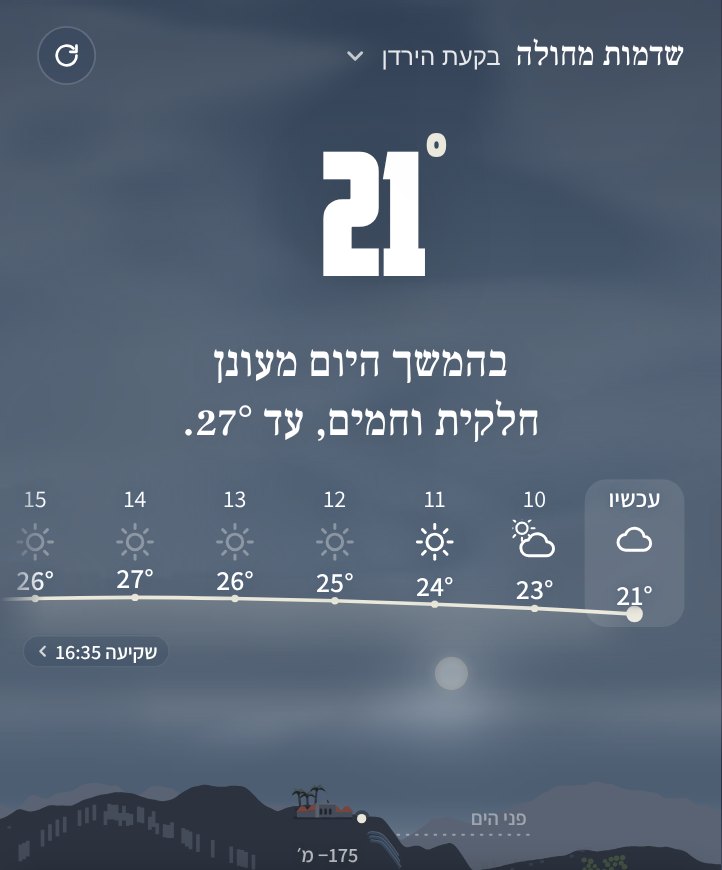 שדמות מחולה בקעת הירדן
21°
בהמשך היום מעונן
חלקית וחמים, עד 27°.
עכשיו 10 11 12 13 14 15
21° 23° 24° 25° 26° 27° 26°
שקיעה 16:35
פני הים
−175 מ׳